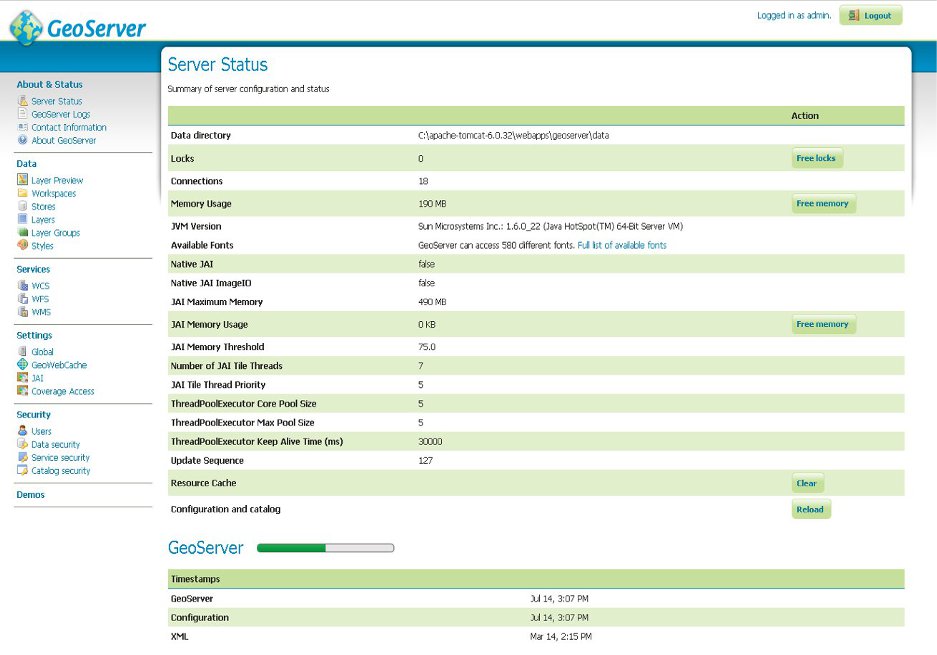 GeoServer
Logged in as admin. Logout
About & Status
Server Status
GeoServer Logs
Contact Information
About GeoServer
Data
Layer Preview
Workspaces
Stores
Layers
Layer Groups
Styles
Services
WCS
WFS
WMS
Settings
Global
GeoWebCache
JAI
Coverage Access
Security
Users
Data security
Service security
Catalog security
Demos
Server Status
Summary of server configuration and status
Action
Data directory C:\apache-tomcat-6.0.32\webapps\geoserver\data
Locks 0 Free locks
Connections 18
Memory Usage 190 MB Free memory
JVM Version Sun Microsystems Inc.: 1.6.0_22 (Java HotSpot(TM) 64-Bit Server VM)
Available Fonts GeoServer can access 580 different fonts. Full list of available fonts
Native JAI false
Native JAI ImageIO false
JAI Maximum Memory 490 MB
JAI Memory Usage 0 KB Free memory
JAI Memory Threshold 75.0
Number of JAI Tile Threads 7
JAI Tile Thread Priority 5
ThreadPoolExecutor Core Pool Size 5
ThreadPoolExecutor Max Pool Size 5
ThreadPoolExecutor Keep Alive Time (ms) 30000
Update Sequence 127
Resource Cache Clear
Configuration and catalog Reload
GeoServer
Timestamps
GeoServer Jul 14, 3:07 PM
Configuration Jul 14, 3:07 PM
XML Mar 14, 2:15 PM